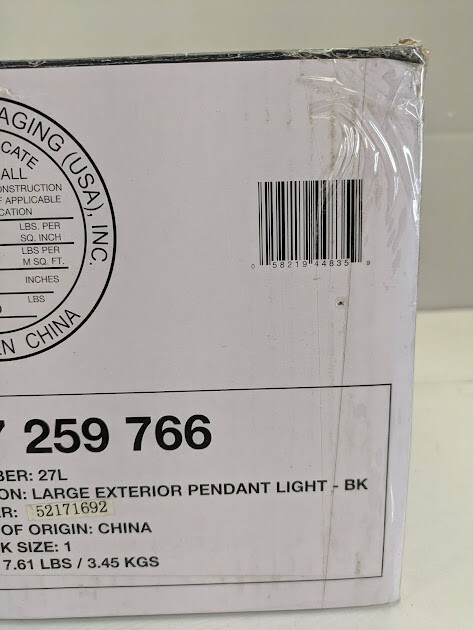 AGING (USA), INC.
CATE
ALL
ONSTRUCTION
F APPLICABLE
CATION
LBS. PER
SQ. INCH
LBS PER
M SQ. FT.
INCHES
LBS
EN CHINA
0 58219 44835 9
7 259 766
BER: 27L
ON: LARGE EXTERIOR PENDANT LIGHT - BK
R: 52171692
OF ORIGIN: CHINA
K SIZE: 1
7.61 LBS / 3.45 KGS